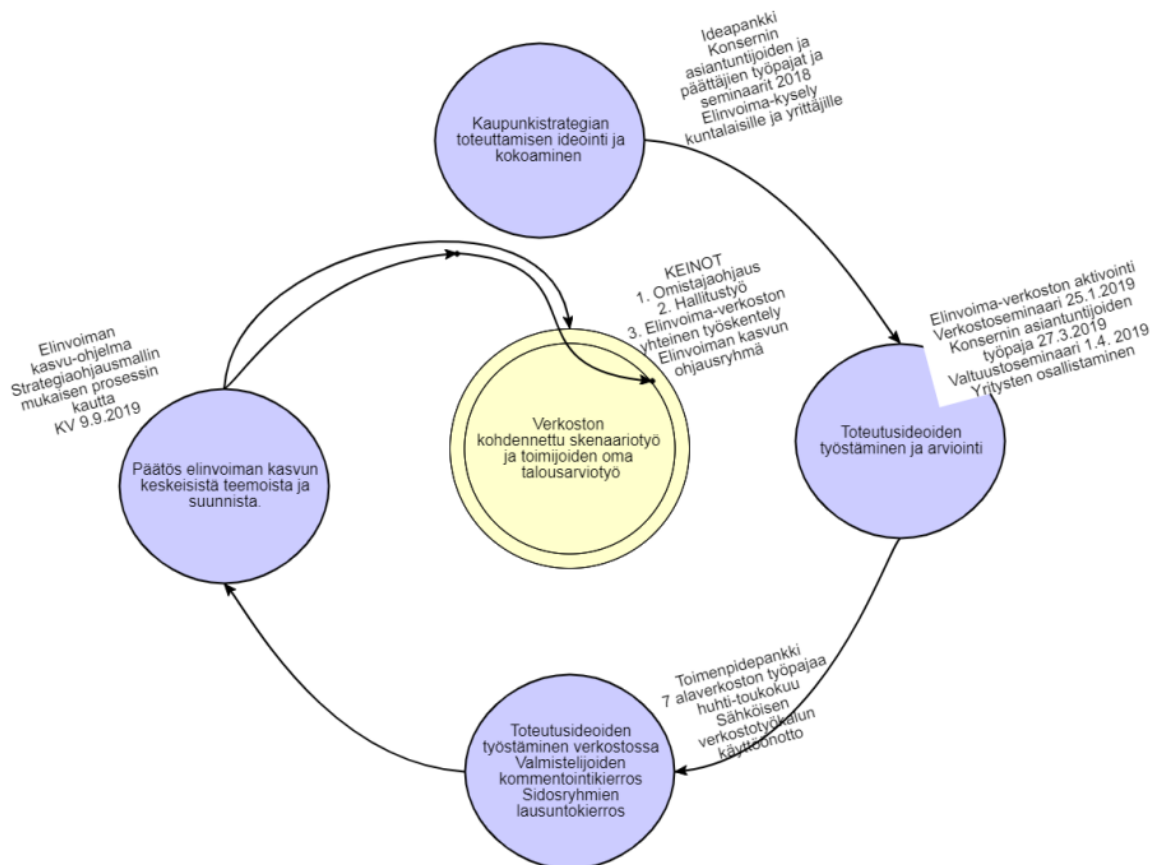 Ideapankki
Konsernin
asiantuntijoiden ja
päättäjien työpajat ja
seminaarit 2018
Elinvoima-kysely
kuntalaisille ja yrittäjille
Kaupunkistrategian
toteuttamisen ideointi ja
kokoaminen
KEINOT
1. Omistajaohjaus
2. Hallitustyö
3. Elinvoima-verkoston
yhteinen työskentely
Elinvoiman kasvun
ohjausryhmä
Elinvoima-verkoston aktivointi
Verkostoseminaari 25.1.2019
Konsernin asiantuntijoiden
työpaja 27.3.2019
Valtuustoseminaari 1.4. 2019
Yritysten osallistaminen
Elinvoiman
kasvu-ohjelma
Strategiaohjausmallin
mukaisen prosessin
kautta
KV 9.9.2019
Verkoston
kohdennettu skenaariotyö
ja toimijoiden oma
talousarviotyö
Toteutusideoiden
työstäminen ja arviointi
Päätös elinvoiman kasvun
keskeisistä teemoista ja
suunnista.
Toimenpidepankki
7 alaverkoston työpajaa
huhti-toukokuu
Sähköisen
verkostotyökalun
käyttöönotto
Toteutusideoiden
työstäminen verkostossa
Valmistelijoiden
kommentointikierros
Sidosryhmien
lausuntokierros